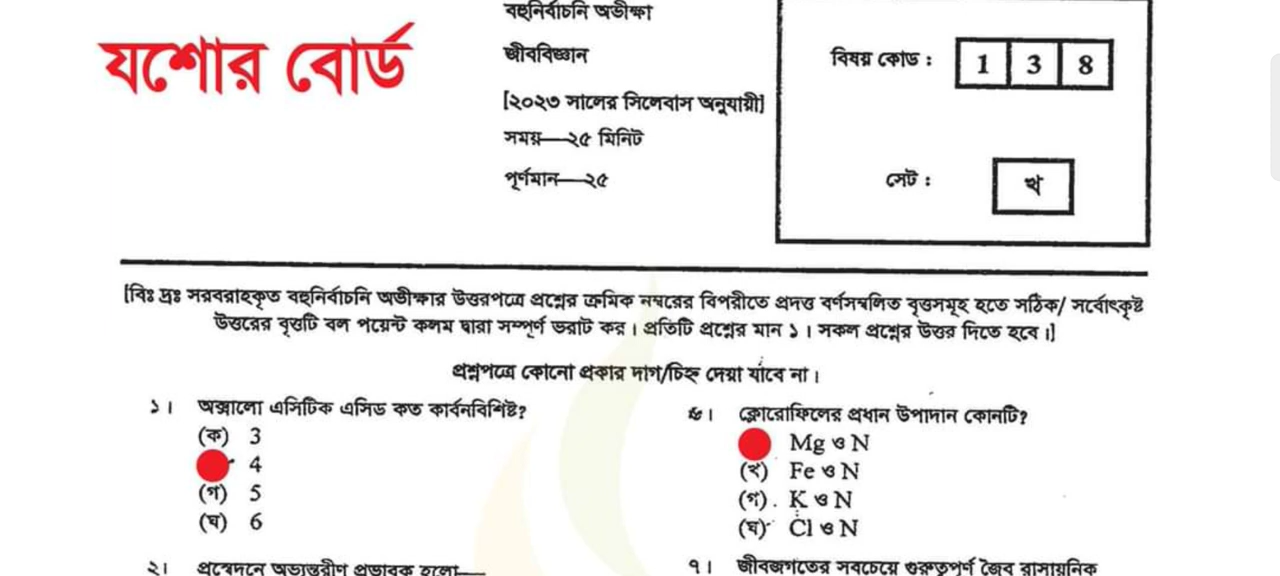 যশোর বোর্ড
বহুনির্বাচনি অভীক্ষা
জীববিজ্ঞান
[২০২৩ সালের সিলেবাস অনুযায়ী]
সময়—২৫ মিনিট
পূর্ণমান—২৫
বিষয় কোড : 1 3 8
সেট : খ
[বিঃ দ্রঃ সরবরাহকৃত বহুনির্বাচনি অভীক্ষার উত্তরপত্রে প্রশ্নের ক্রমিক নম্বরের বিপরীতে প্রদত্ত বর্ণসম্বলিত বৃত্তসমূহ হতে সঠিক/ সর্বোৎকৃষ্ট
উত্তরের বৃত্তটি বল পয়েন্ট কলম দ্বারা সম্পূর্ণ ভরাট কর। প্রতিটি প্রশ্নের মান ১। সকল প্রশ্নের উত্তর দিতে হবে।]
প্রশ্নপত্রে কোনো প্রকার দাগ/চিহ্ন দেয়া যাবে না।
১। অক্সালো এসিটিক এসিড কত কার্বনবিশিষ্ট?
(ক) 3
4
(গ) 5
(ঘ) 6
২। প্রস্বেদনে অভ্যন্তরীণ প্রভাবক হলো—
৬। ক্লোরোফিলের প্রধান উপাদান কোনটি?
Mg ও N
(খ) Fe ও N
(গ) K ও N
(ঘ) Cl ও N
৭। জীবজগতের সবচেয়ে গুরুত্বপূর্ণ জৈব রাসায়নিক